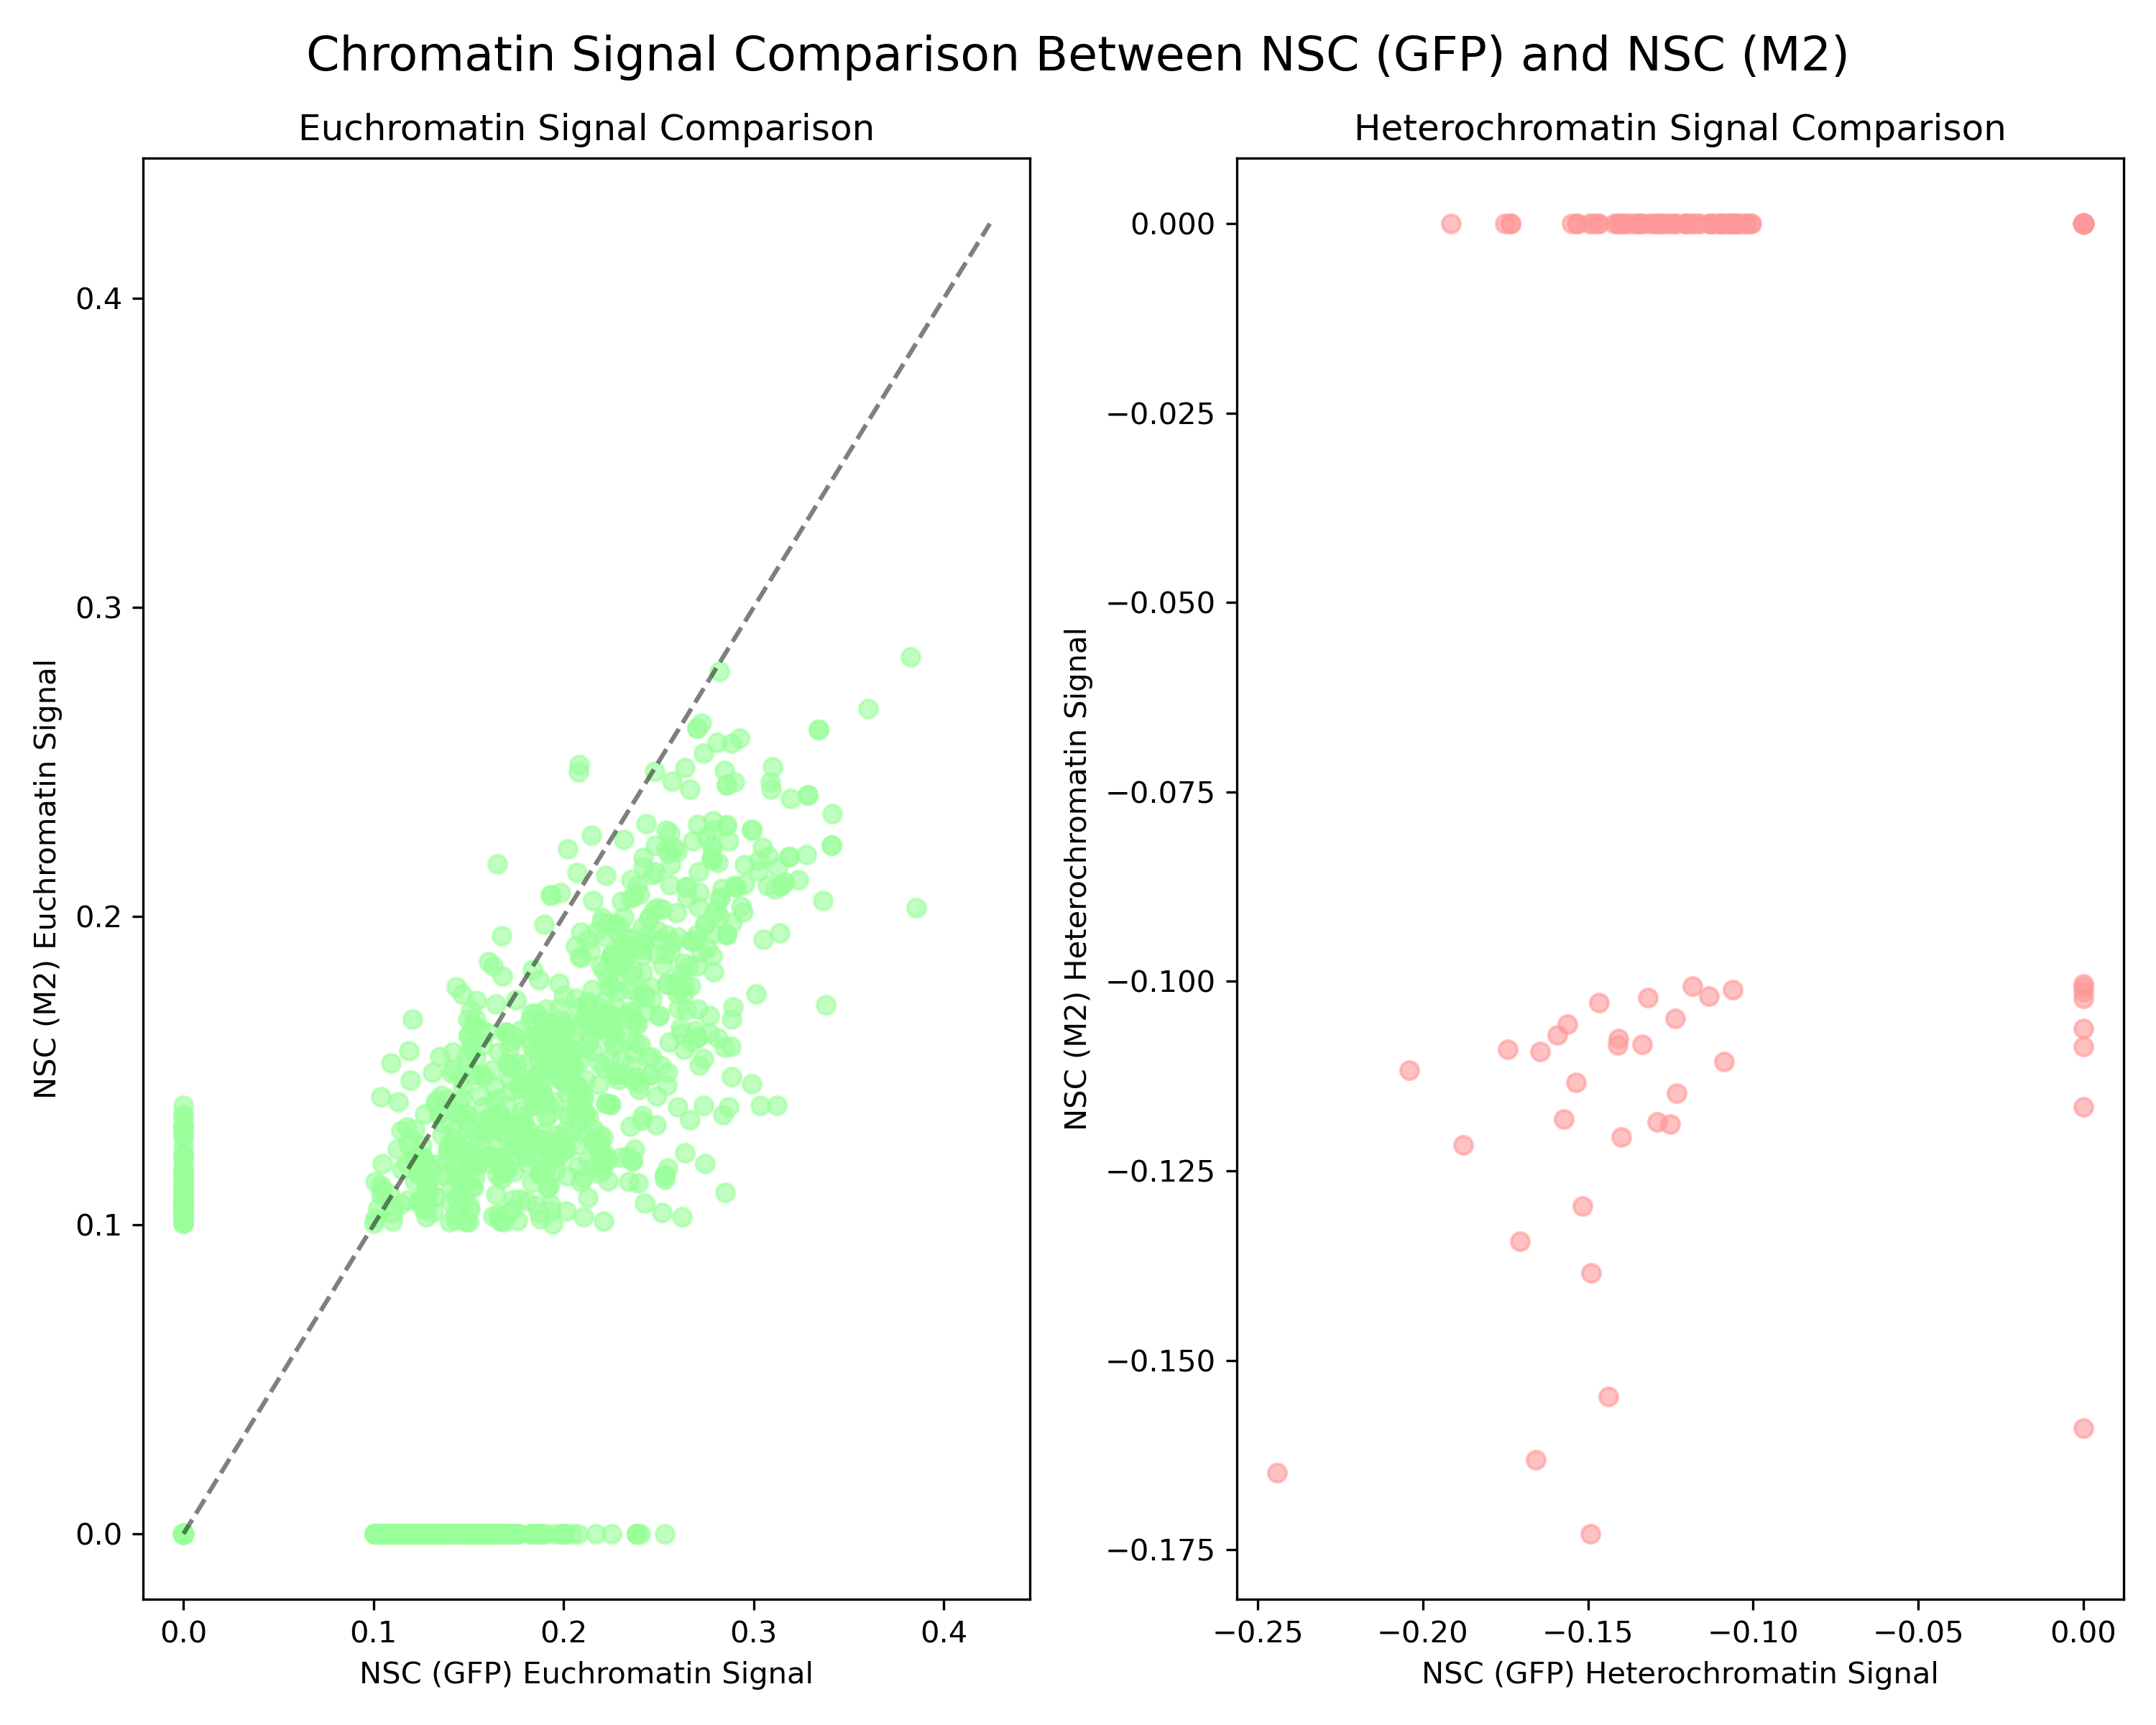 Chromatin Signal Comparison Between NSC (GFP) and NSC (M2)
Euchromatin Signal Comparison
NSC (M2) Euchromatin Signal
0.4
0.3
0.2
0.1
0.0
0.0 0.1 0.2 0.3 0.4
NSC (GFP) Euchromatin Signal
Heterochromatin Signal Comparison
NSC (M2) Heterochromatin Signal
0.000
−0.025
−0.050
−0.075
−0.100
−0.125
−0.150
−0.175
−0.25 −0.20 −0.15 −0.10 −0.05 0.00
NSC (GFP) Heterochromatin Signal